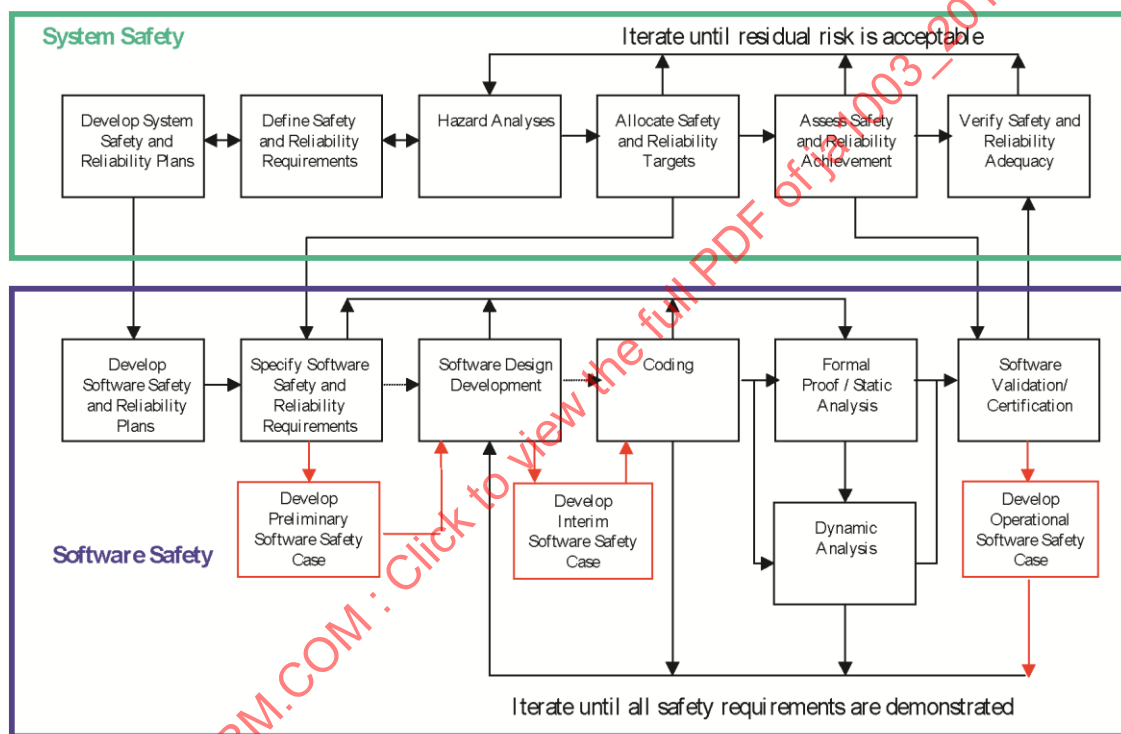 System Safety
Iterate until residual risk is acceptable
Develop System
Safety and
Reliability Plans
Define Safety
and Reliability
Requirements
Hazard Analyses
Allocate Safety
and Reliability
Targets
Assess Safety
and Reliability
Achievement
Verify Safety and
Reliability
Adequacy
Develop
Software Safety
and Reliability
Plans
Specify Software
Safety and
Reliability
Requirements
Software Design
Development
Coding
Formal
Proof / Static
Analysis
Software
Validation/
Certification
Develop
Preliminary
Software Safety
Case
Develop
Interim
Software Safety
Case
Dynamic
Analysis
Develop
Operational
Software Safety
Case
Software Safety
Iterate until all safety requirements are demonstrated
.COM : Click to view the full PDF of ja1003_201